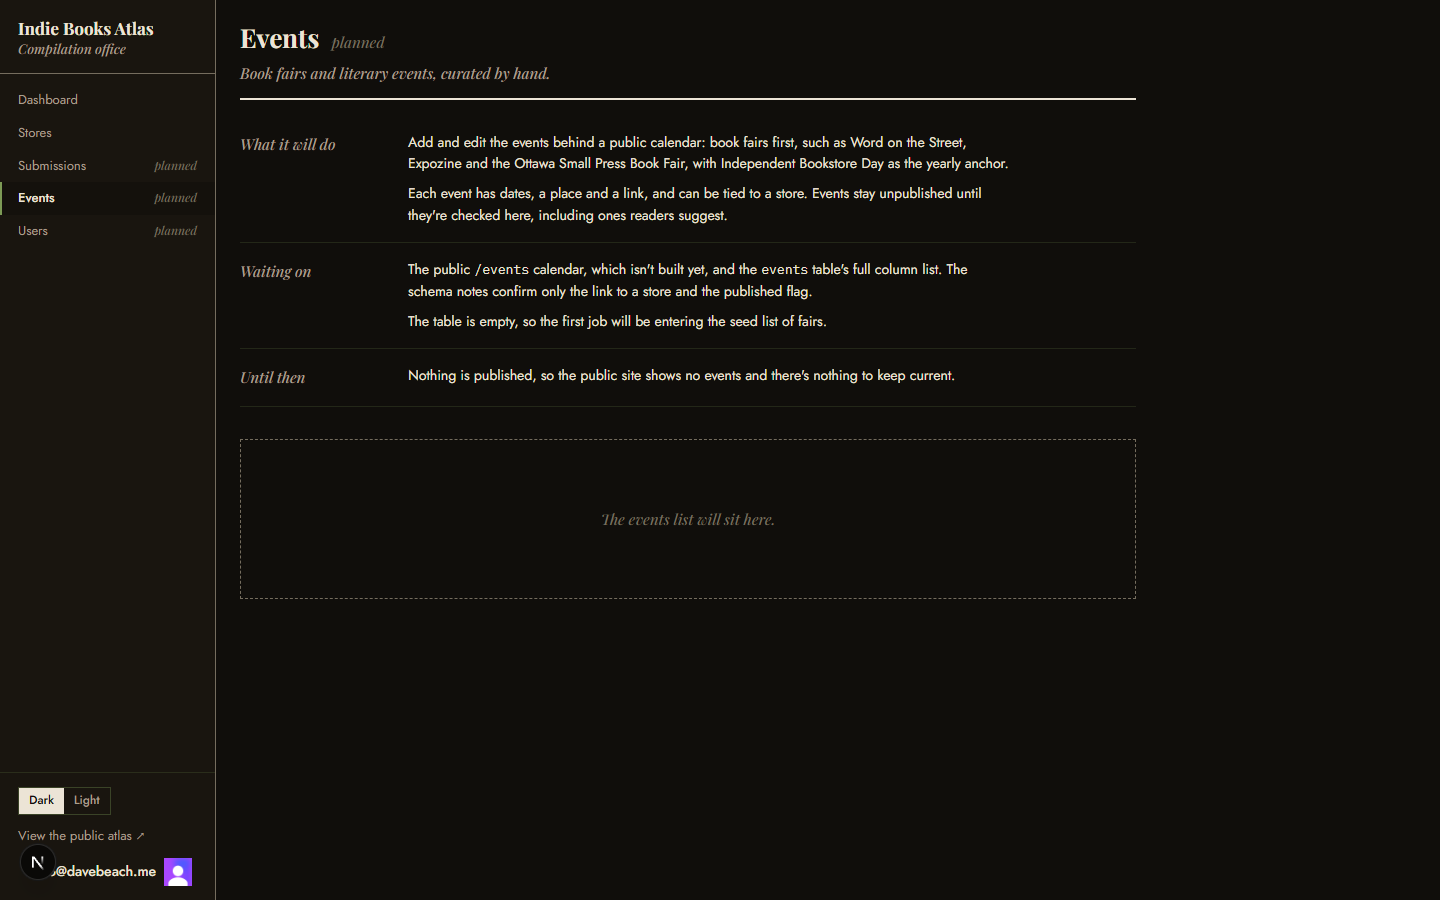 Indie Books Atlas
Compilation office
Dashboard
Stores
Submissions planned
Events planned
Users planned
Dark Light
View the public atlas ↗
N
@davebeach.me
Events planned
Book fairs and literary events, curated by hand.
What it will do
Add and edit the events behind a public calendar: book fairs first, such as Word on the Street,
Expozine and the Ottawa Small Press Book Fair, with Independent Bookstore Day as the yearly anchor.
Each event has dates, a place and a link, and can be tied to a store. Events stay unpublished until
they're checked here, including ones readers suggest.
Waiting on
The public /events calendar, which isn't built yet, and the events table's full column list. The
schema notes confirm only the link to a store and the published flag.
The table is empty, so the first job will be entering the seed list of fairs.
Until then
Nothing is published, so the public site shows no events and there's nothing to keep current.
The events list will sit here.